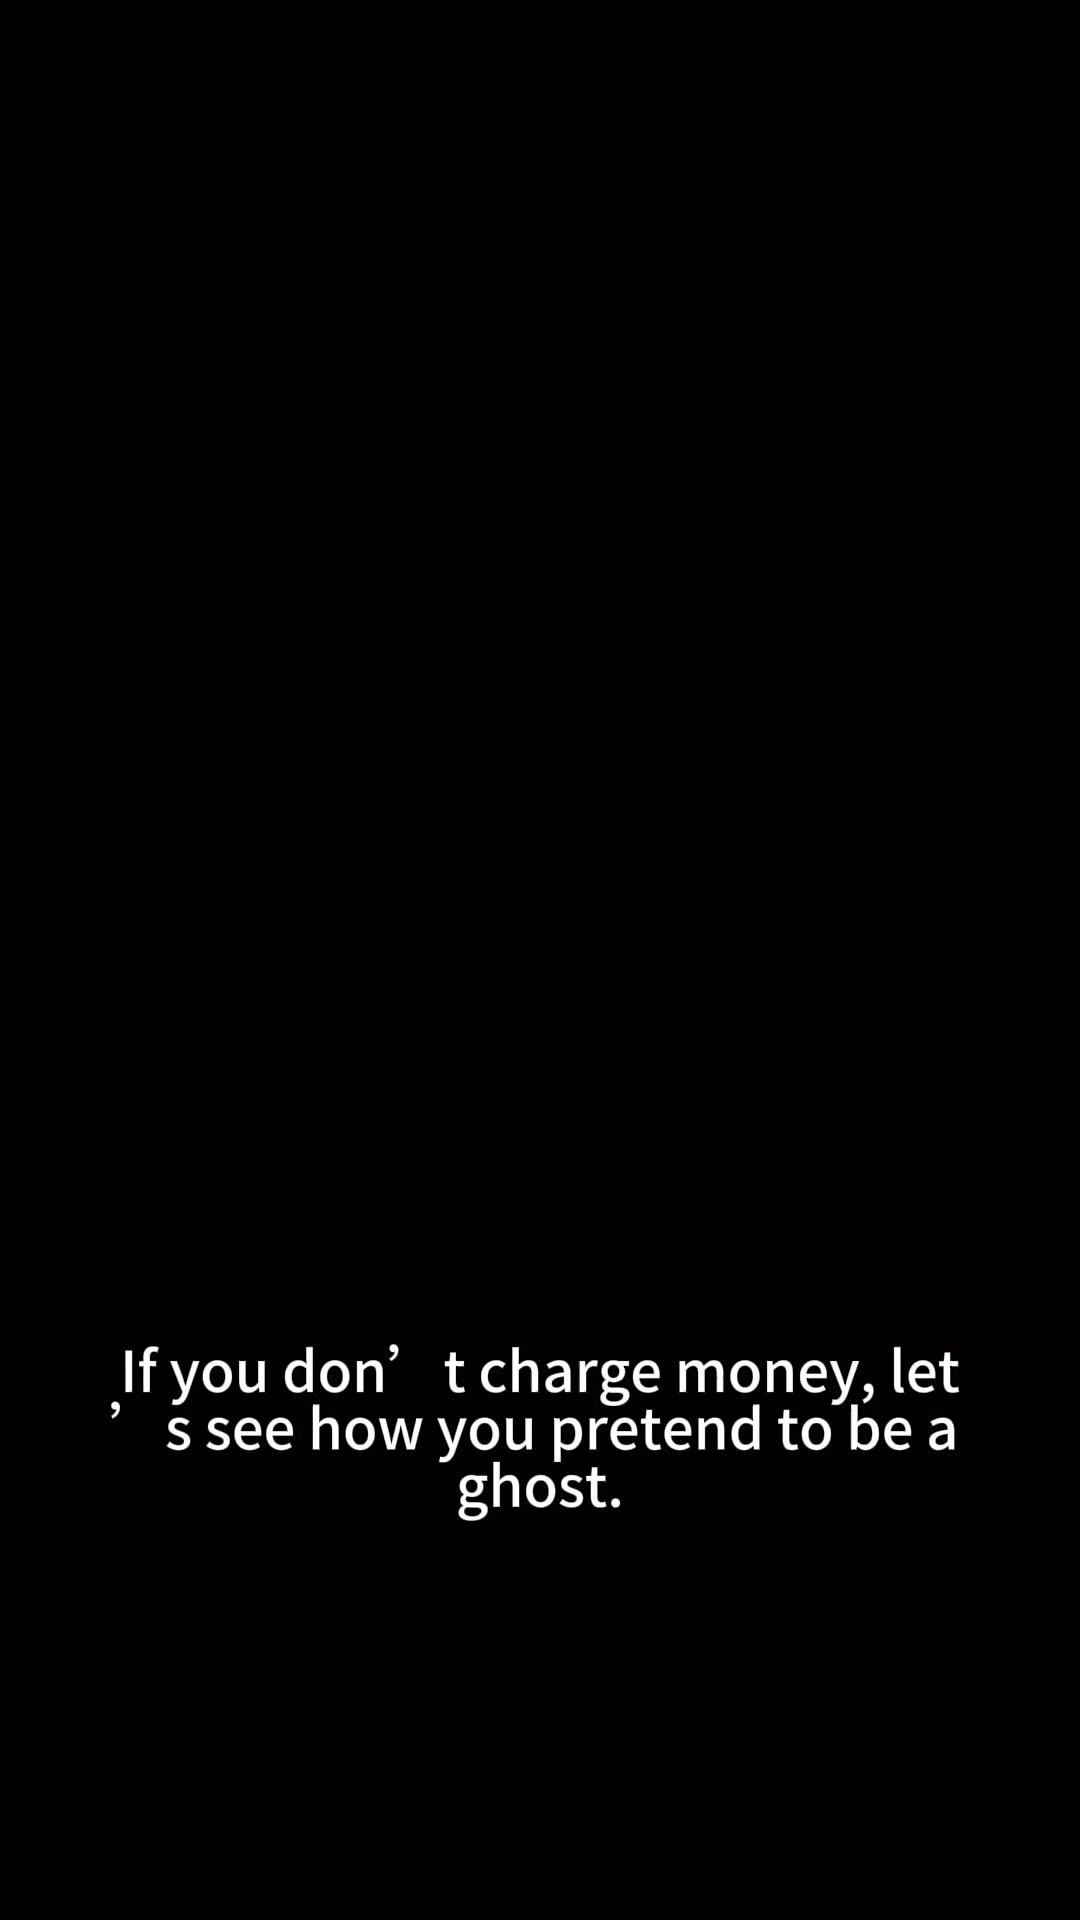 If you don’ t charge money, let
’ s see how you pretend to be a
ghost.